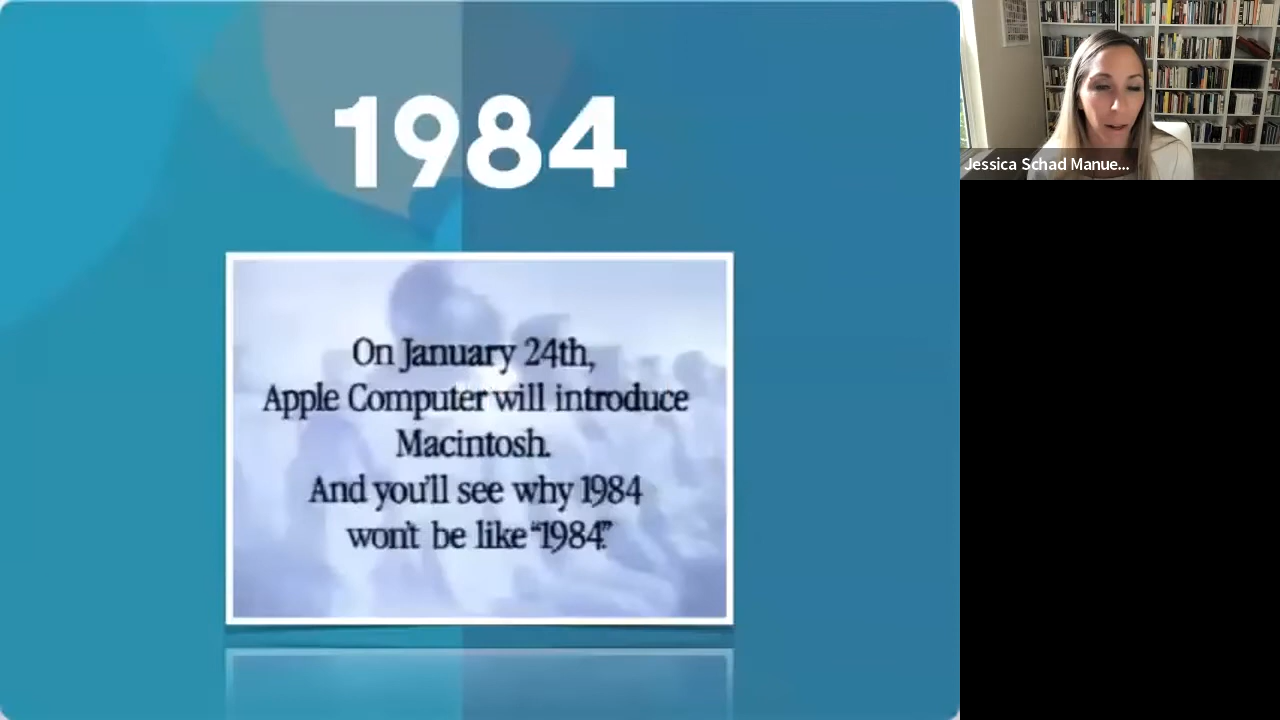 1984
On January 24th,
Apple Computer will introduce
Macintosh.
And you'll see why 1984
won't be like “1984.”
Jessica Schad Manue...